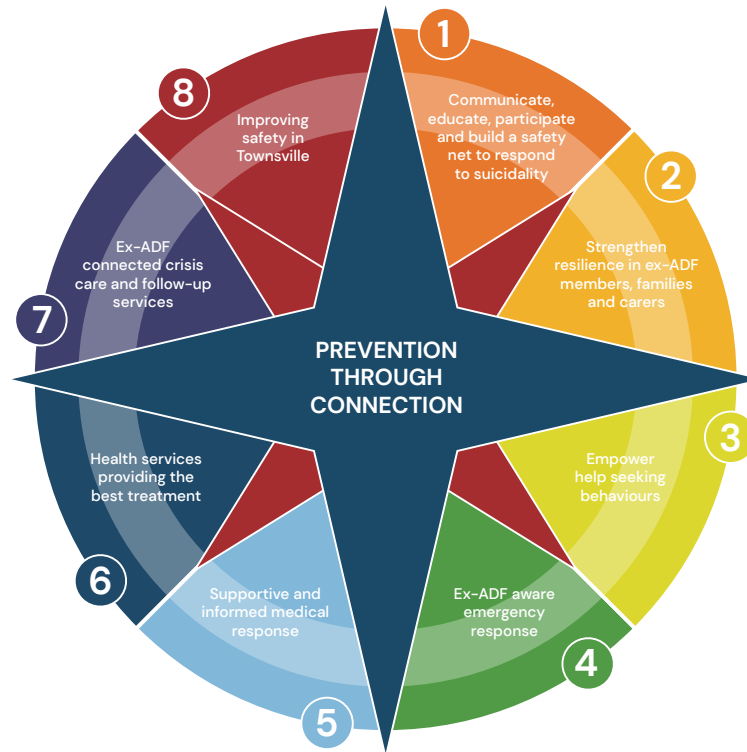 1
Communicate,
educate, participate
and build a safety
net to respond
to suicidality
2
Strengthen
resilience in ex-ADF
members, families
and carers
3
Empower
help seeking
behaviours
4
Ex-ADF aware
emergency
response
5
Supportive and
informed medical
response
6
Health services
providing the
best treatment
7
Ex-ADF
connected crisis
care and follow-up
services
8
Improving
safety in
Townsville
PREVENTION
THROUGH
CONNECTION